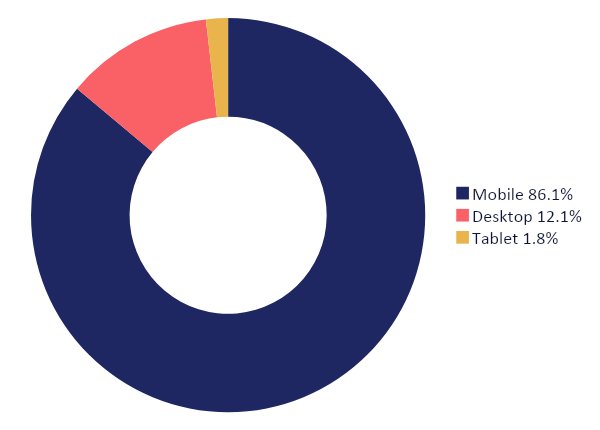 Mobile 86.1%
Desktop 12.1%
Tablet 1.8%